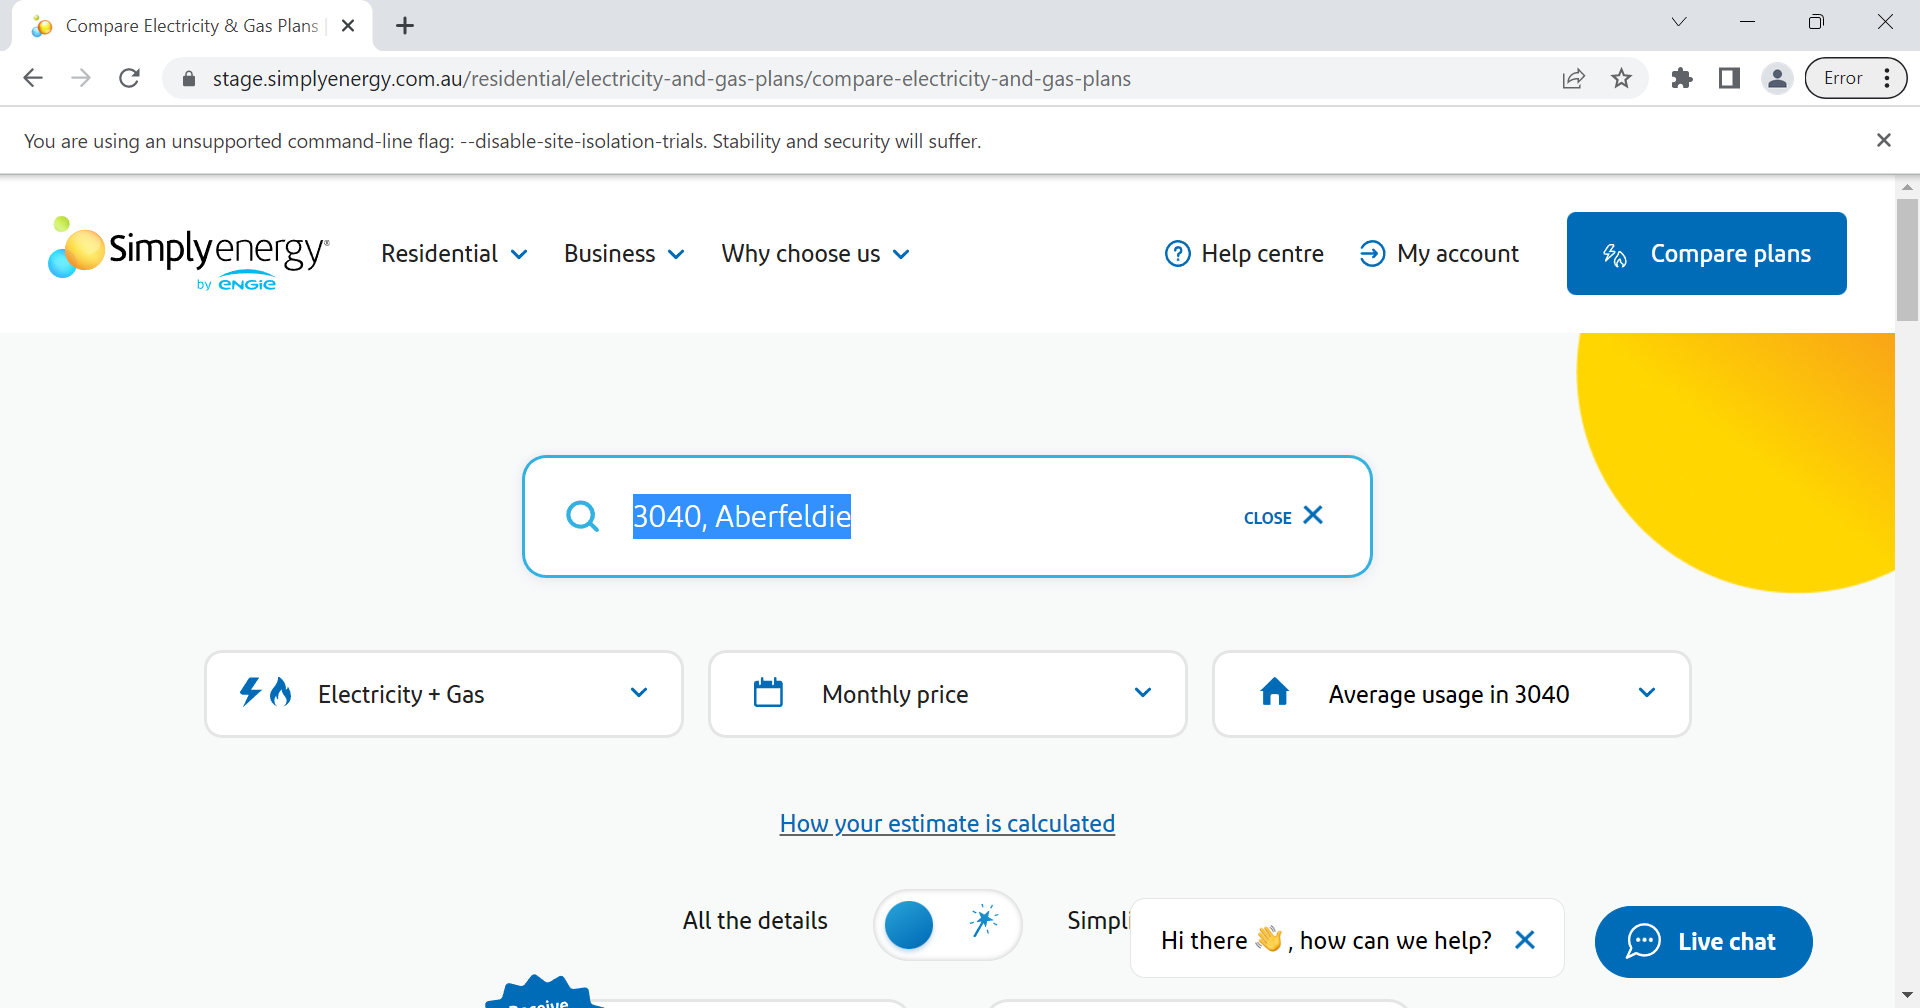 Compare Electricity & Gas Plans
stage.simplyenergy.com.au/residential/electricity-and-gas-plans/compare-electricity-and-gas-plans
Error
You are using an unsupported command-line flag: --disable-site-isolation-trials. Stability and security will suffer.
Simplyenergy®
by ENGIE
Residential
Business
Why choose us
Help centre
My account
Compare plans
3040, Aberfeldie
CLOSE
Electricity + Gas
Monthly price
Average usage in 3040
How your estimate is calculated
All the details
Simpli
Hi there 👋, how can we help?
Live chat
Receive